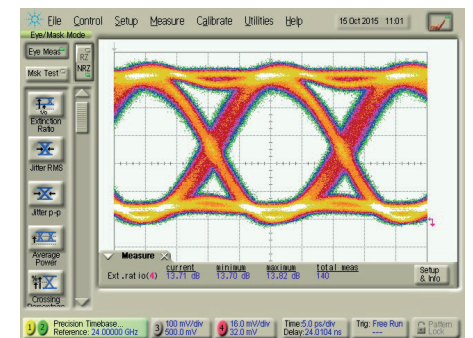 File Control Setup Measure Calibrate Utilities Help 15 Oct 2015 11:01
Eye/Mask Mode
Eye Meas
RZ
NRZ
Msk Test
Extinction
Ratio
Jitter RMS
Jitter p-p
Average
Power
Crossing
Measure
current minimum maximum total meas
Ext.ratio(4) 13.71 dB 13.70 dB 13.82 dB 140
Setup
& Info
1 2 Precision Timebase...
Reference: 24.00000 GHz
3 100 mV/div
500.0 mV
4 16.0 mV/div
32.0 mV
Time:5.0 ps/div
Delay:24.0104 ns
Trig: Free Run
----
Pattern
Lock